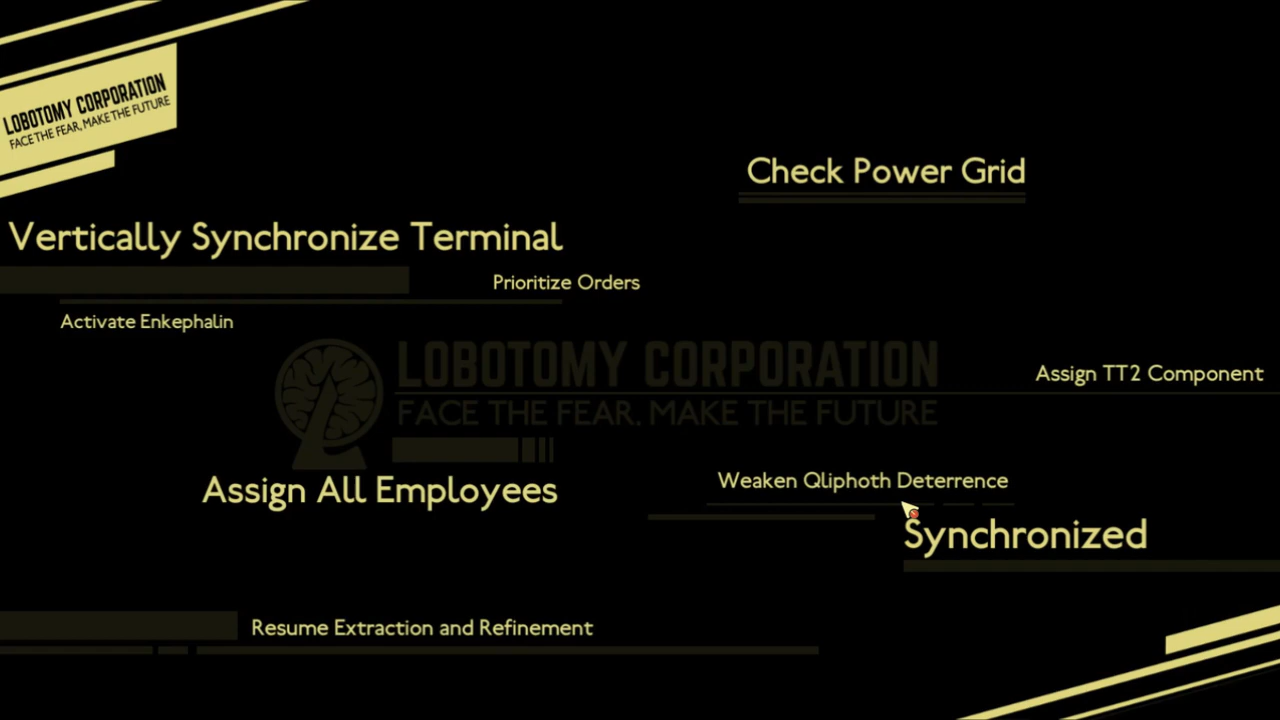 LOBOTOMY CORPORATION
FACE THE FEAR, MAKE THE FUTURE
Check Power Grid
Vertically Synchronize Terminal
Prioritize Orders
Activate Enkephalin
LOBOTOMY CORPORATION
FACE THE FEAR. MAKE THE FUTURE
Assign TT2 Component
Assign All Employees
Weaken Qliphoth Deterrence
Synchronized
Resume Extraction and Refinement